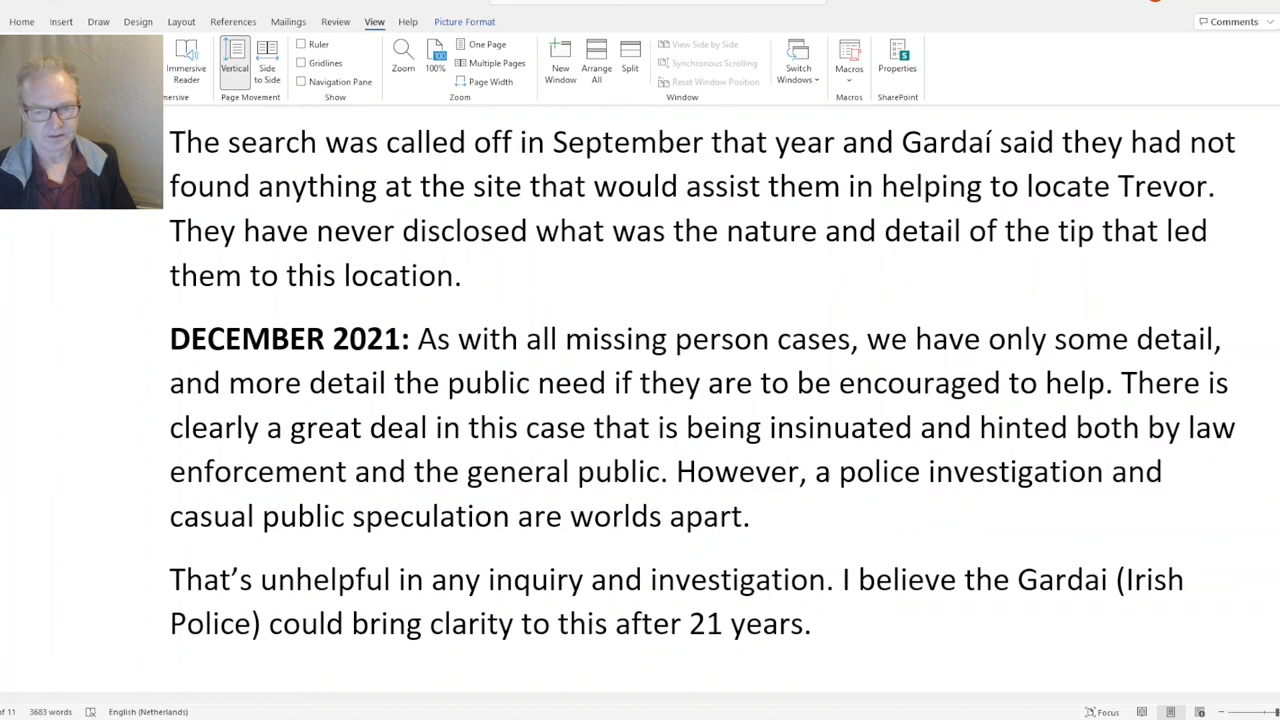 Home Insert Draw Design Layout References Mailings Review View Help Picture Format Comments
Immersive Reader Vertical Side to Side Ruler Gridlines Navigation Pane Zoom 100% One Page Multiple Pages Page Width New Window Arrange All Split View Side by Side Synchronous Scrolling Reset Window Position Switch Windows Macros Properties
mersive Page Movement Show Zoom Window Macros SharePoint
The search was called off in September that year and Gardaí said they had not
found anything at the site that would assist them in helping to locate Trevor.
They have never disclosed what was the nature and detail of the tip that led
them to this location.
DECEMBER 2021: As with all missing person cases, we have only some detail,
and more detail the public need if they are to be encouraged to help. There is
clearly a great deal in this case that is being insinuated and hinted both by law
enforcement and the general public. However, a police investigation and
casual public speculation are worlds apart.
That’s unhelpful in any inquiry and investigation. I believe the Gardai (Irish
Police) could bring clarity to this after 21 years.
of 11 3683 words English (Netherlands) Focus